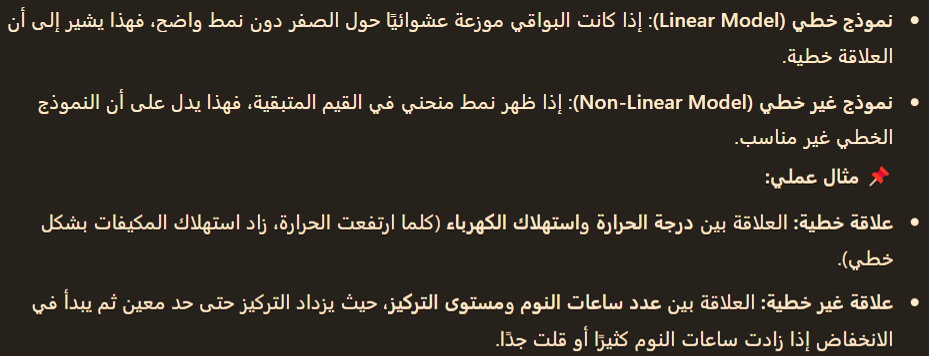 • نموذج خطي (Linear Model): إذا كانت البواقي موزعة عشوائيًا حول الصفر دون نمط واضح، فهذا يشير إلى أن
العلاقة خطية.
• نموذج غير خطي (Non-Linear Model): إذا ظهر نمط منحني في القيم المتبقية، فهذا يدل على أن النموذج
الخطي غير مناسب.
📌 مثال عملي:
• علاقة خطية: العلاقة بين درجة الحرارة واستهلاك الكهرباء (كلما ارتفعت الحرارة، زاد استهلاك المكيفات بشكل
خطي).
• علاقة غير خطية: العلاقة بين عدد ساعات النوم ومستوى التركيز، حيث يزداد التركيز حتى حد معين ثم يبدأ في
الانخفاض إذا زادت ساعات النوم كثيرًا أو قلت جدًا.